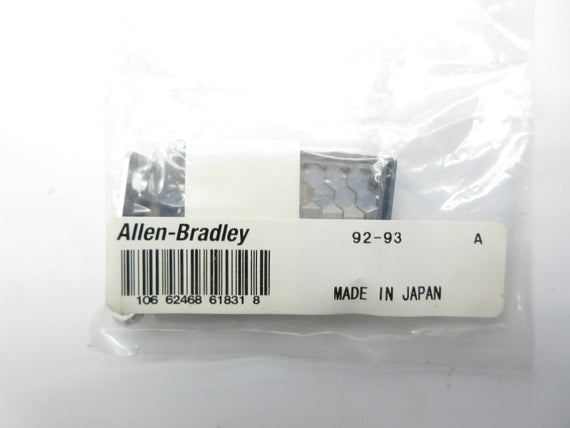 Allen-Bradley 92-93 A
106 62468 61831 8 MADE IN JAPAN